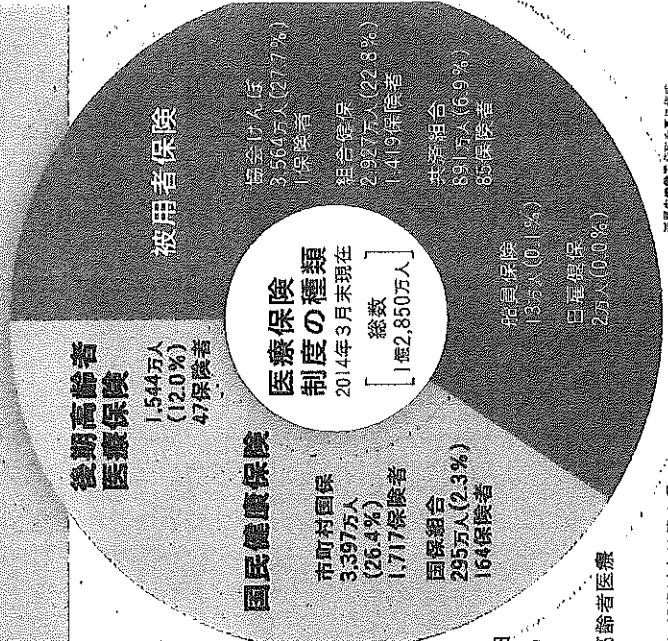 医療保険
制度の種類
2014年3月末現在
総数
1億2,850万人
被用者保険
協会けんぽ
3,564万人(27.7%)
1保険者
組合健保
2,927万人(22.8%)
1,419保険者
共済組合
891万人(6.9%)
85保険者
船員保険
13万人(0.1%)
日雇健保
2万人(0.0%)
国民健康保険
市町村国保
3,397万人
(26.4%)
1,717保険者
国保組合
295万人(2.3%)
164保険者
後期高齢者
医療保険
1,544万人
(12.0%)
47保険者
齢者医療